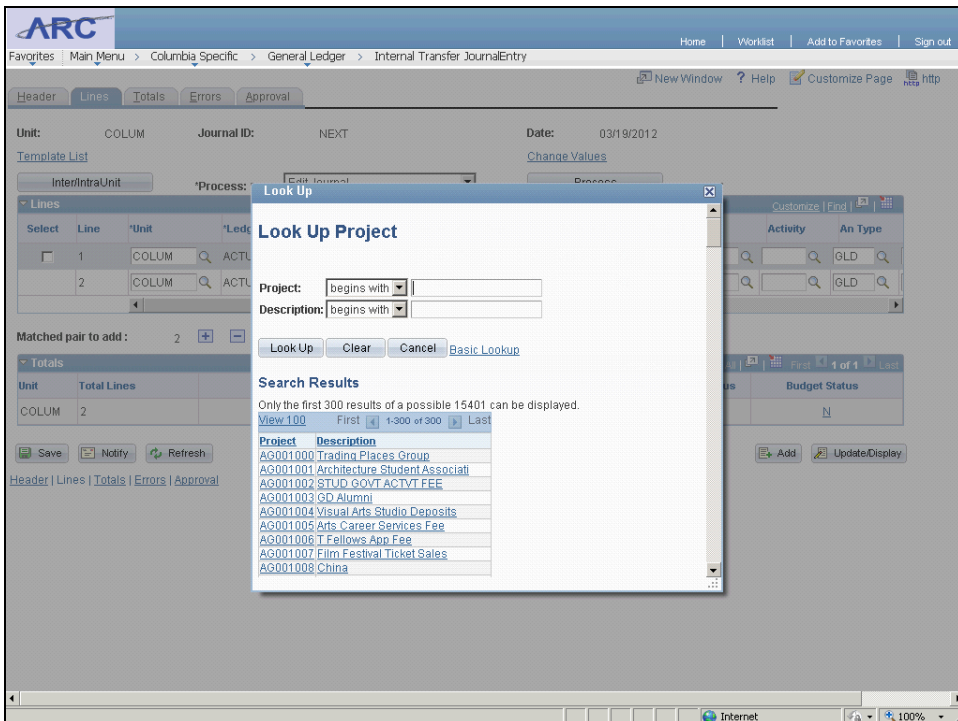 ARC
Home | Worklist | Add to Favorites | Sign out
Favorites Main Menu > Columbia Specific > General Ledger > Internal Transfer JournalEntry
New Window ? Help Customize Page http
Header Lines Totals Errors Approval
Unit: COLUM Journal ID: NEXT Date: 03/19/2012
Template List Change Values
Inter/IntraUnit *Process: Edit Journal Process
Lines Customize | Find |
Select Line *Unit *Ledg Activity An Type
1 COLUM ACTU GLD
2 COLUM ACTU GLD
Matched pair to add : 2
Totals First 1 of 1 Last
Unit Total Lines Budget Status
COLUM 2 N
Save Notify Refresh Add Update/Display
Header | Lines | Totals | Errors | Approval
Look Up
Look Up Project
Project: begins with
Description: begins with
Look Up Clear Cancel Basic Lookup
Search Results
Only the first 300 results of a possible 15401 can be displayed.
View 100 First 1-300 of 300 Last
Project Description
AG001000 Trading Places Group
AG001001 Architecture Student Associati
AG001002 STUD GOVT ACTVT FEE
AG001003 GD Alumni
AG001004 Visual Arts Studio Deposits
AG001005 Arts Career Services Fee
AG001006 T Fellows App Fee
AG001007 Film Festival Ticket Sales
AG001008 China
Internet 100%